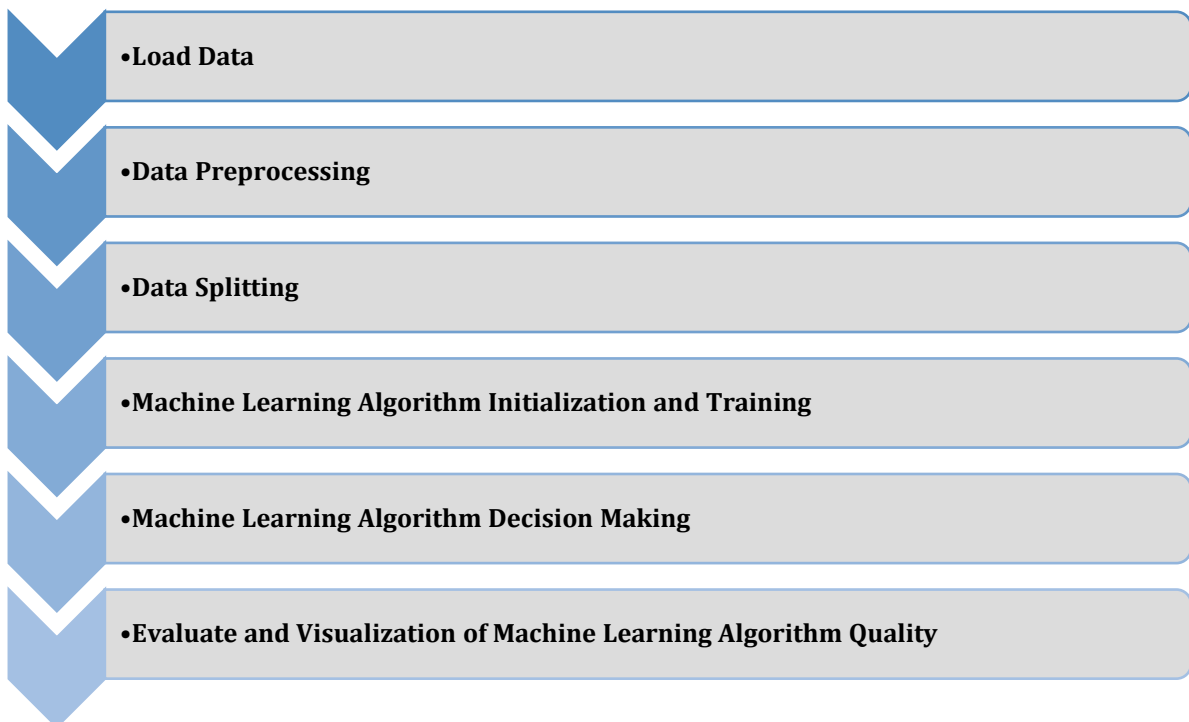 •Load Data
•Data Preprocessing
•Data Splitting
•Machine Learning Algorithm Initialization and Training
•Machine Learning Algorithm Decision Making
•Evaluate and Visualization of Machine Learning Algorithm Quality